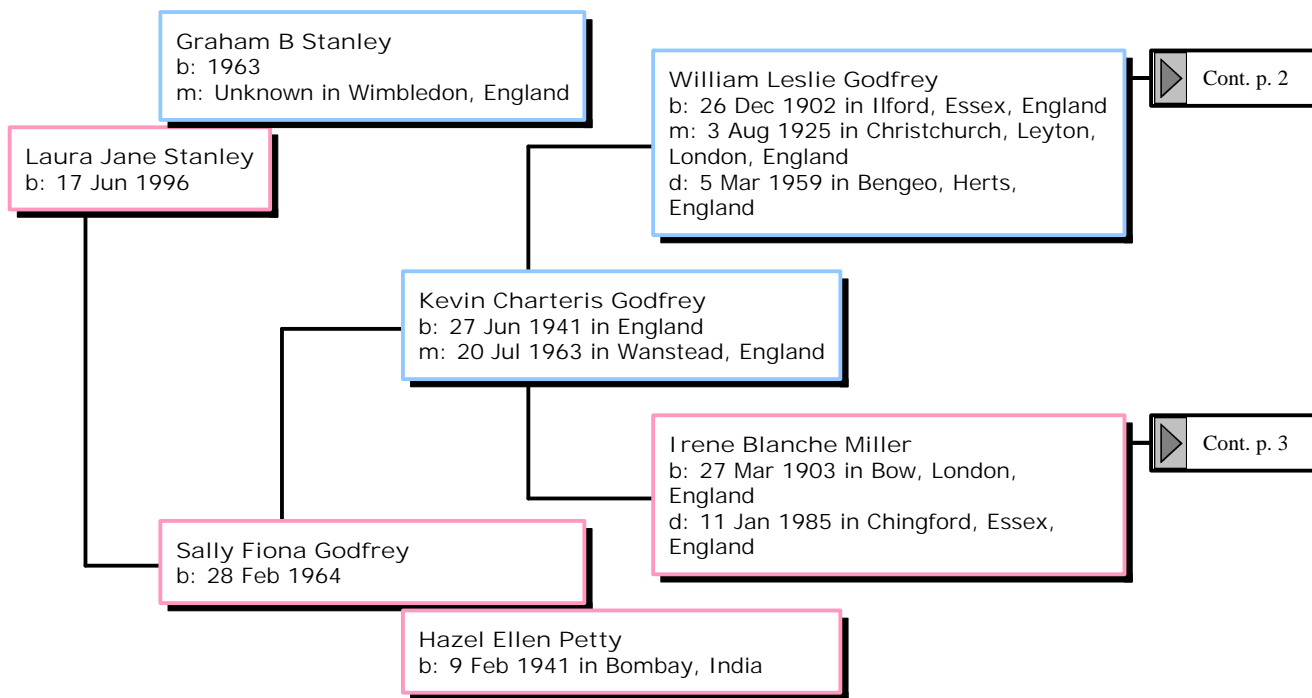 Graham B Stanley
b: 1963
m: Unknown in Wimbledon, England
William Leslie Godfrey
b: 26 Dec 1902 in Ilford, Essex, England
m: 3 Aug 1925 in Christchurch, Leyton,
London, England
d: 5 Mar 1959 in Bengeo, Herts,
England
Cont. p. 2
Laura Jane Stanley
b: 17 Jun 1996
Kevin Charteris Godfrey
b: 27 Jun 1941 in England
m: 20 Jul 1963 in Wanstead, England
Irene Blanche Miller
b: 27 Mar 1903 in Bow, London,
England
d: 11 Jan 1985 in Chingford, Essex,
England
Cont. p. 3
Sally Fiona Godfrey
b: 28 Feb 1964
Hazel Ellen Petty
b: 9 Feb 1941 in Bombay, India